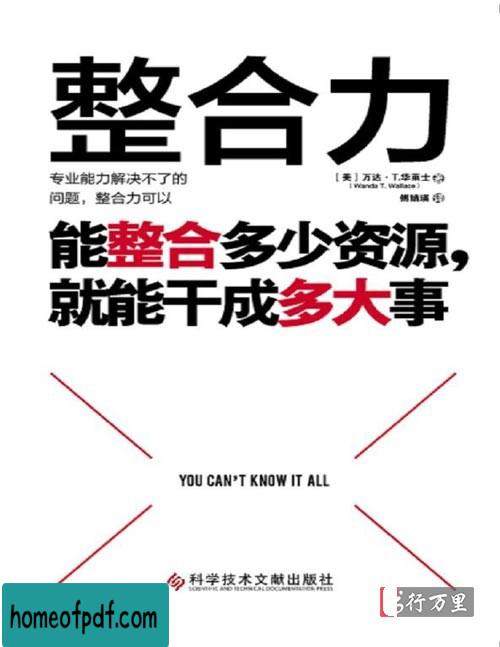 整合力
专业能力解决不了的
问题，整合力可以
[美] 万达·T.华莱士 著
(Wanda T. Wallace)
傅婧瑛 译
能整合多少资源，
就能干成多大事
YOU CAN'T KNOW IT ALL
科学技术文献出版社
SCIENTIFIC AND TECHNICAL DOCUMENTATION PRESS
homeofpdf.com
书行万里